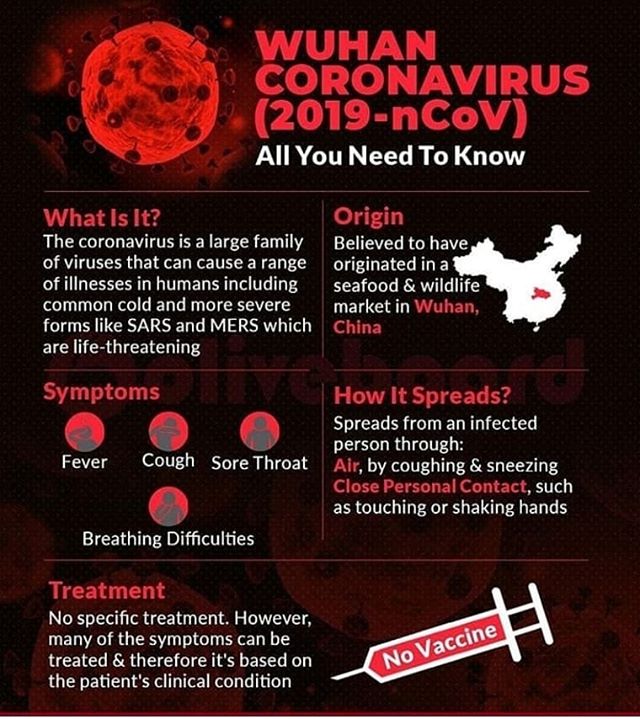 WUHAN
CORONAVIRUS
(2019-nCoV)
All You Need To Know
What Is It?
The coronavirus is a large family
of viruses that can cause a range
of illnesses in humans including
common cold and more severe
forms like SARS and MERS which
are life-threatening
Origin
Believed to have
originated in a
seafood & wildlife
market in Wuhan,
China
Symptoms
Fever
Cough
Sore Throat
Breathing Difficulties
How It Spreads?
Spreads from an infected
person through:
Air, by coughing & sneezing
Close Personal Contact, such
as touching or shaking hands
Treatment
No specific treatment. However,
many of the symptoms can be
treated & therefore it's based on
the patient's clinical condition
No Vaccine
oliveboard